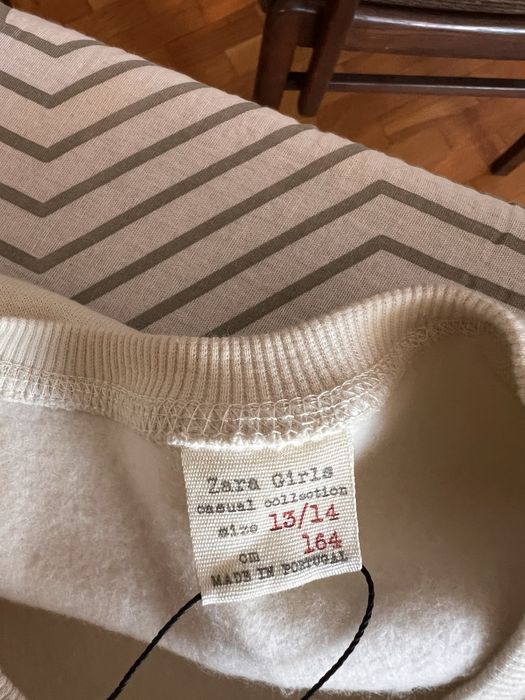 Zara Girls
casual collection
size 13/14
cm 164
MADE IN PORTUGAL